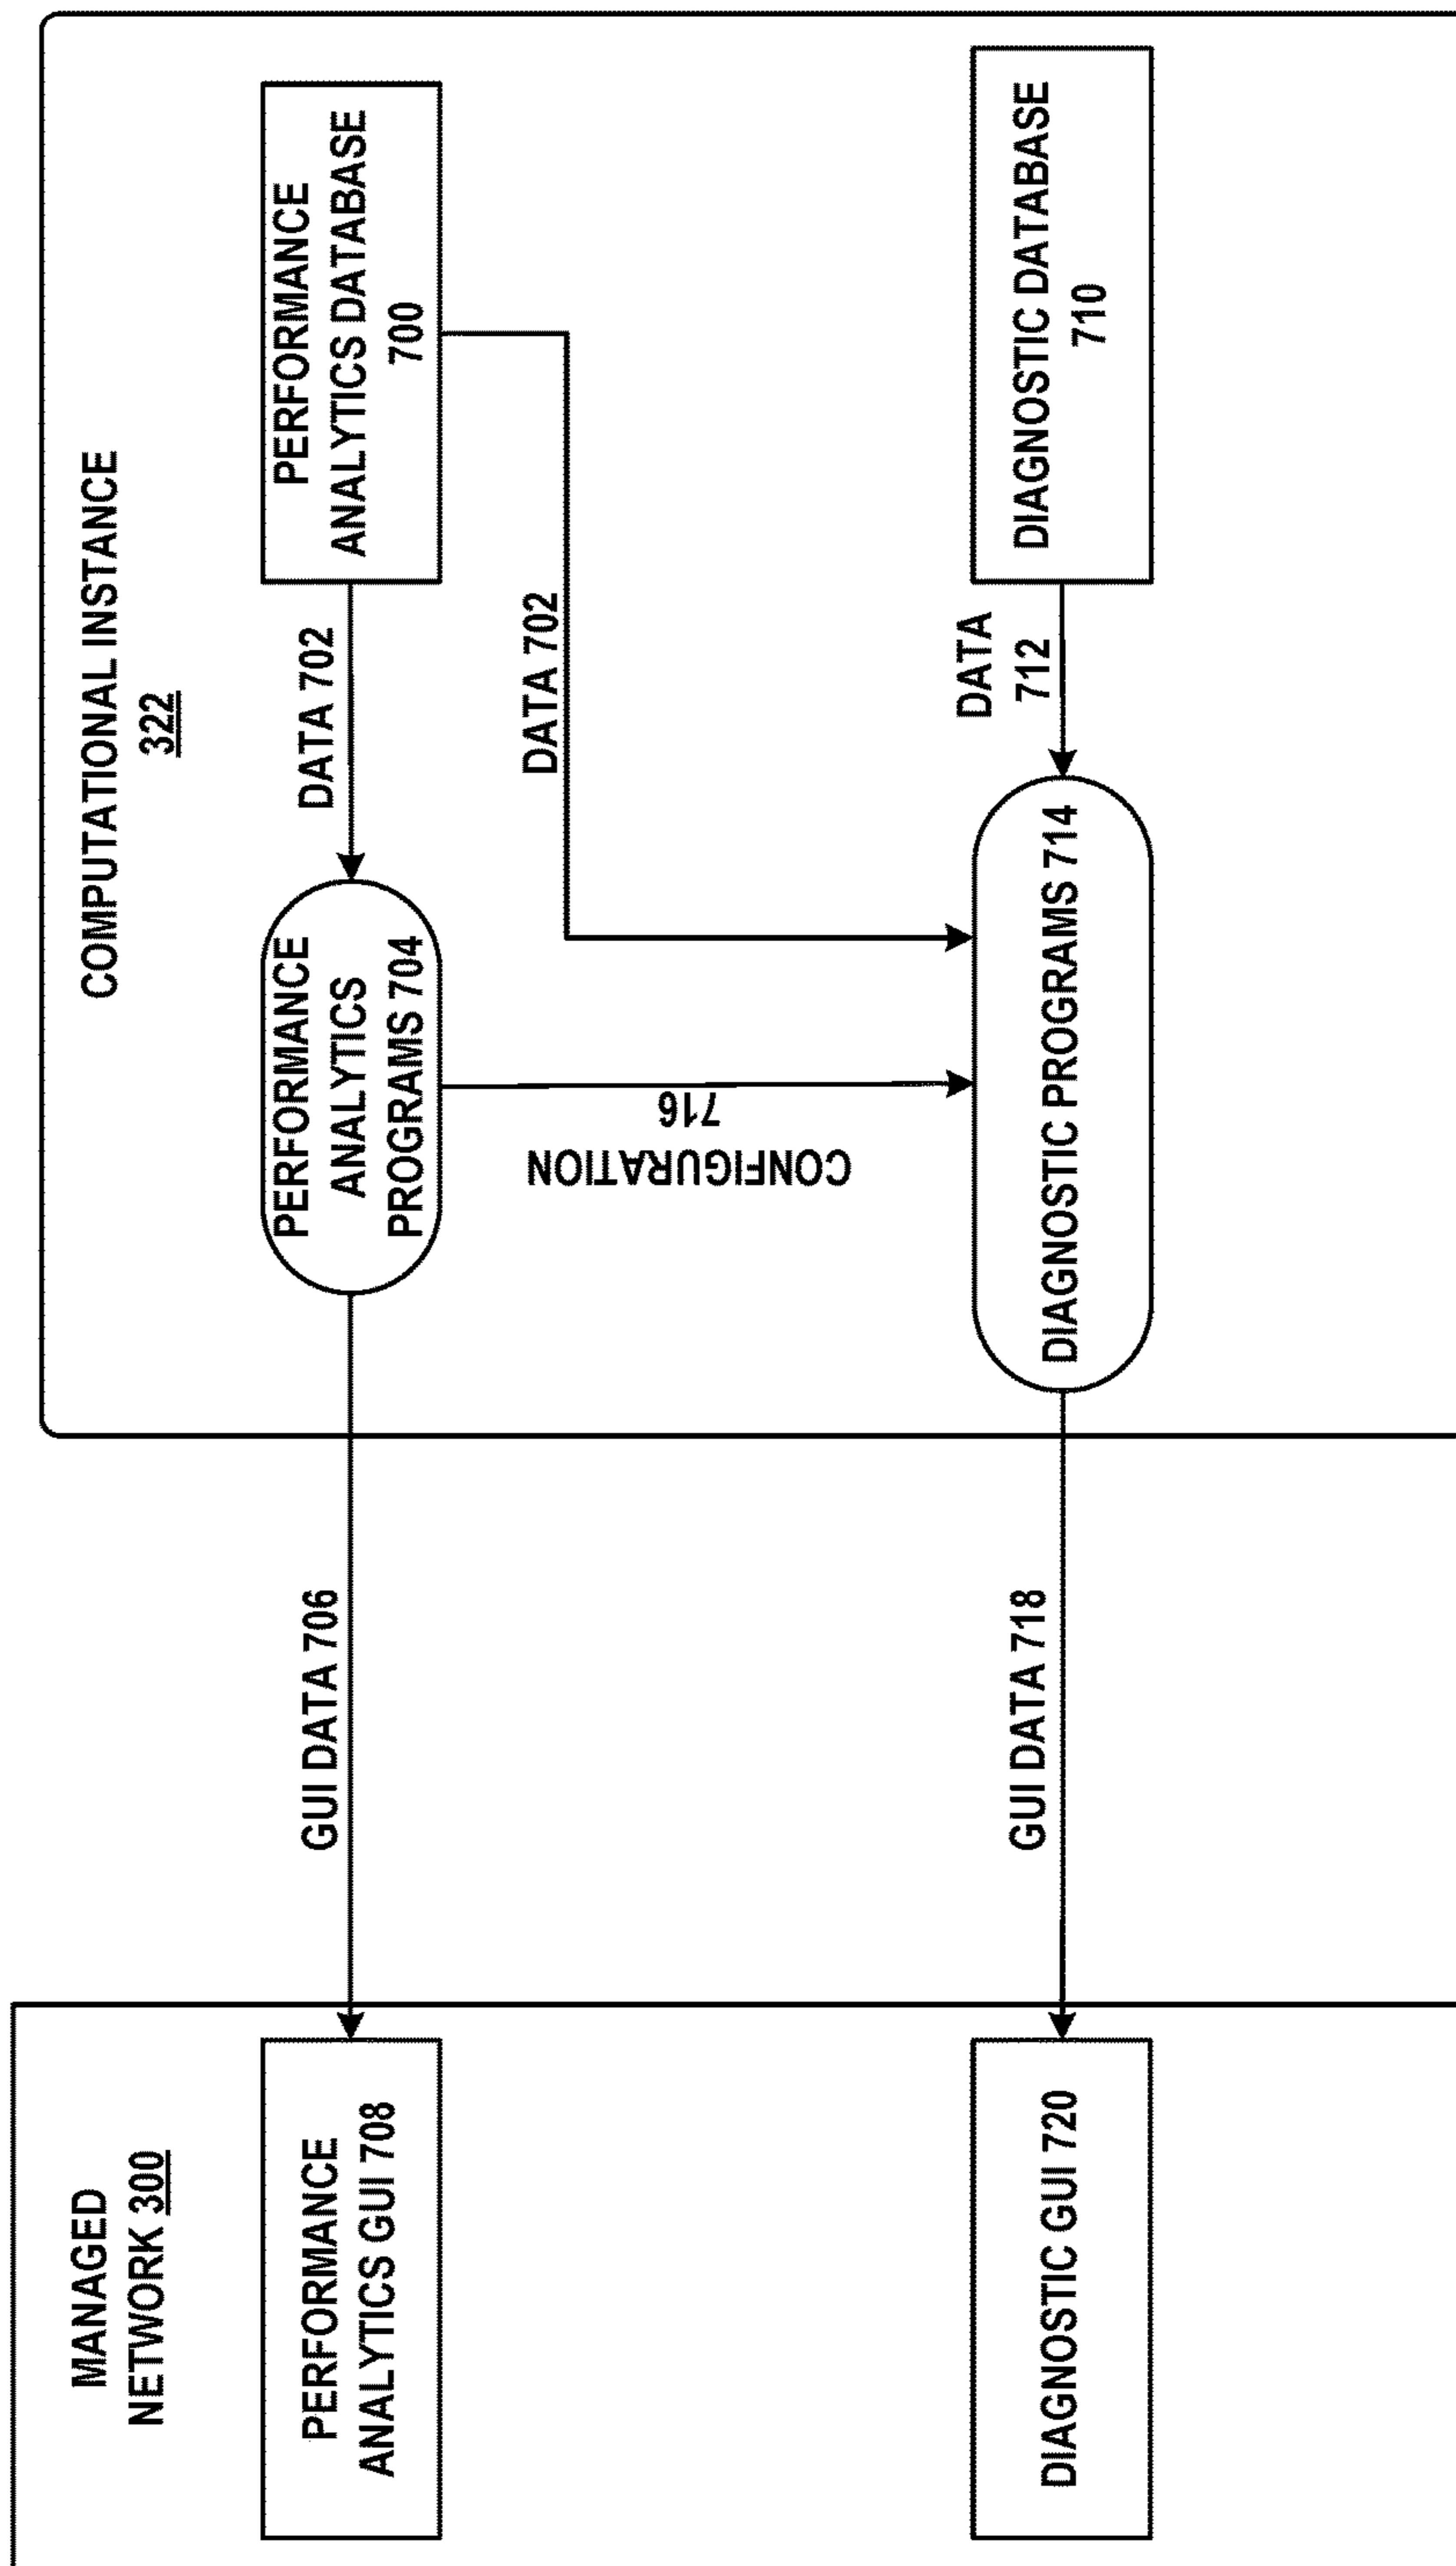 MANAGED
NETWORK 300
PERFORMANCE
ANALYTICS GUI 708
GUI DATA 706
COMPUTATIONAL INSTANCE
322
PERFORMANCE
ANALYTICS
PROGRAMS 704
DATA 702
PERFORMANCE
ANALYTICS DATABASE
700
DATA 702
CONFIGURATION
716
DIAGNOSTIC GUI 720
GUI DATA 718
DIAGNOSTIC PROGRAMS 714
DATA
712
DIAGNOSTIC DATABASE
710